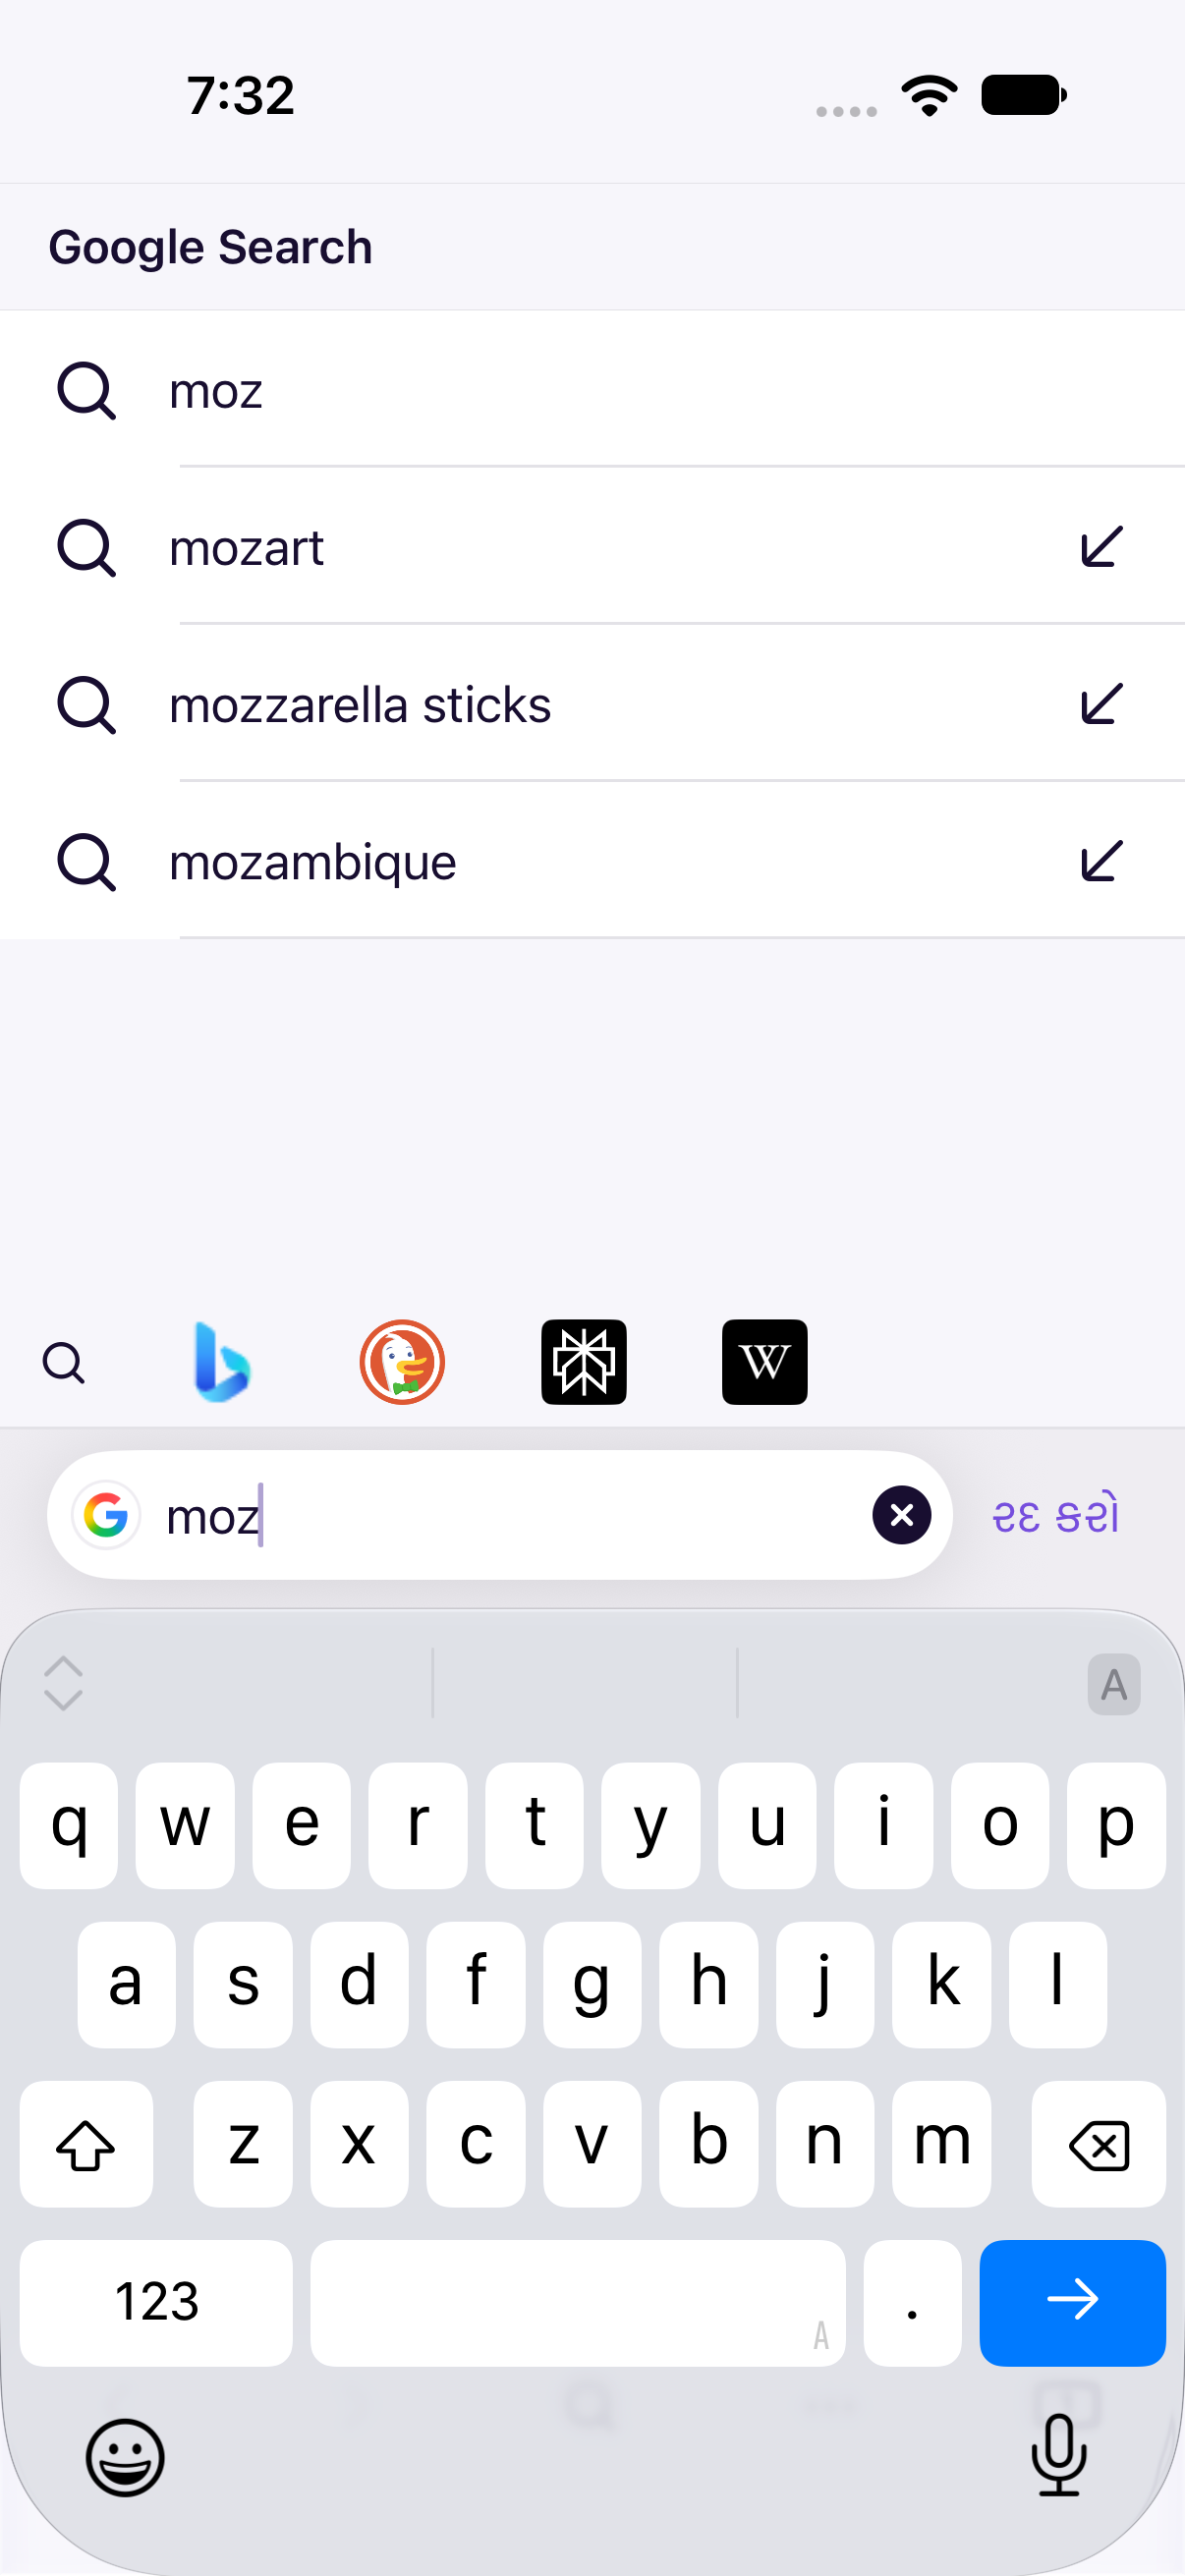 7:32
Google Search
moz
mozart
mozzarella sticks
mozambique
W
moz
રદ કરો
A
q w e r t y u i o p
a s d f g h j k l
z x c v b n m
123
A
.